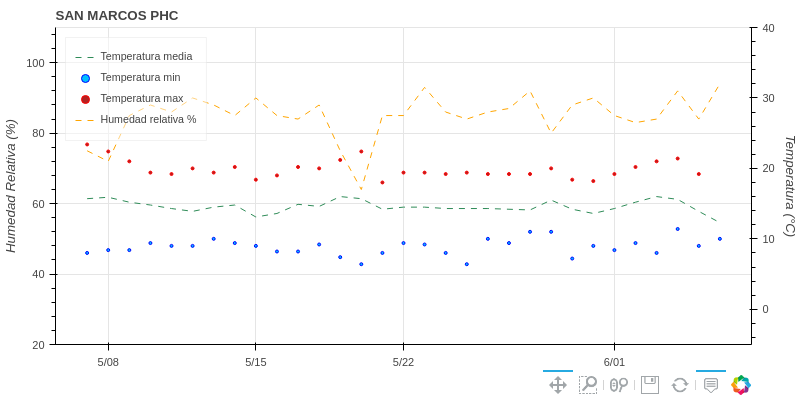 SAN MARCOS PHC
Temperatura media
Temperatura min
Temperatura max
Humedad relativa %
Humedad Relativa (%)
100
80
60
40
20
Temperatura (°C)
40
30
20
10
0
5/08
5/15
5/22
6/01